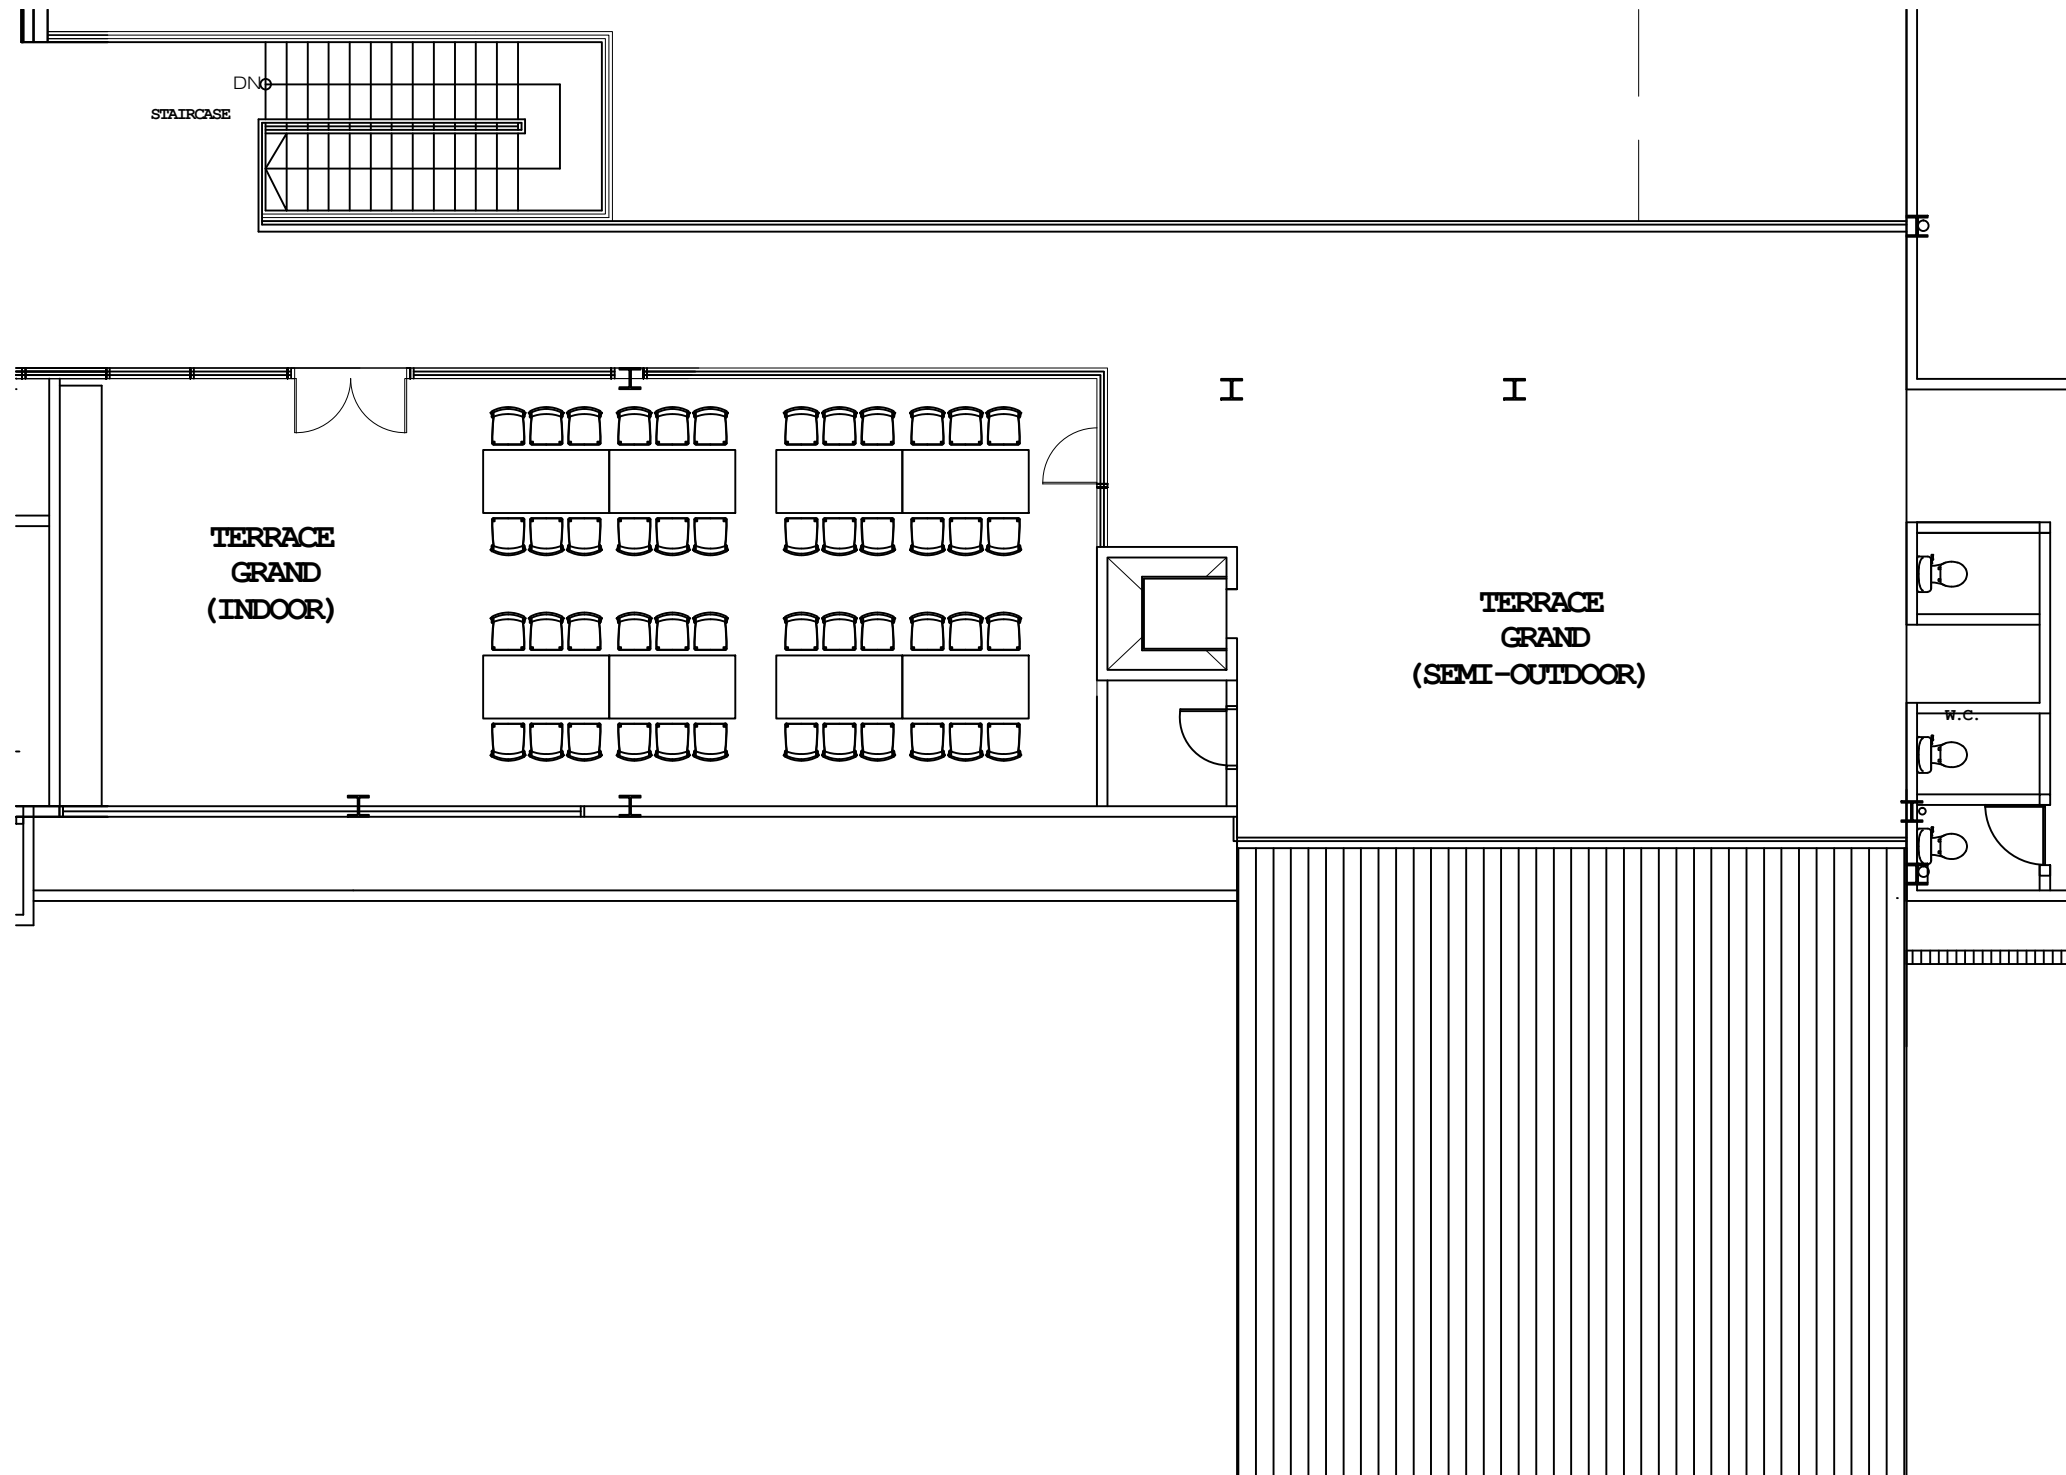 DN
STAIRCASE
TERRACE
GRAND
(INDOOR)
TERRACE
GRAND
(SEMI-OUTDOOR)
W.C.